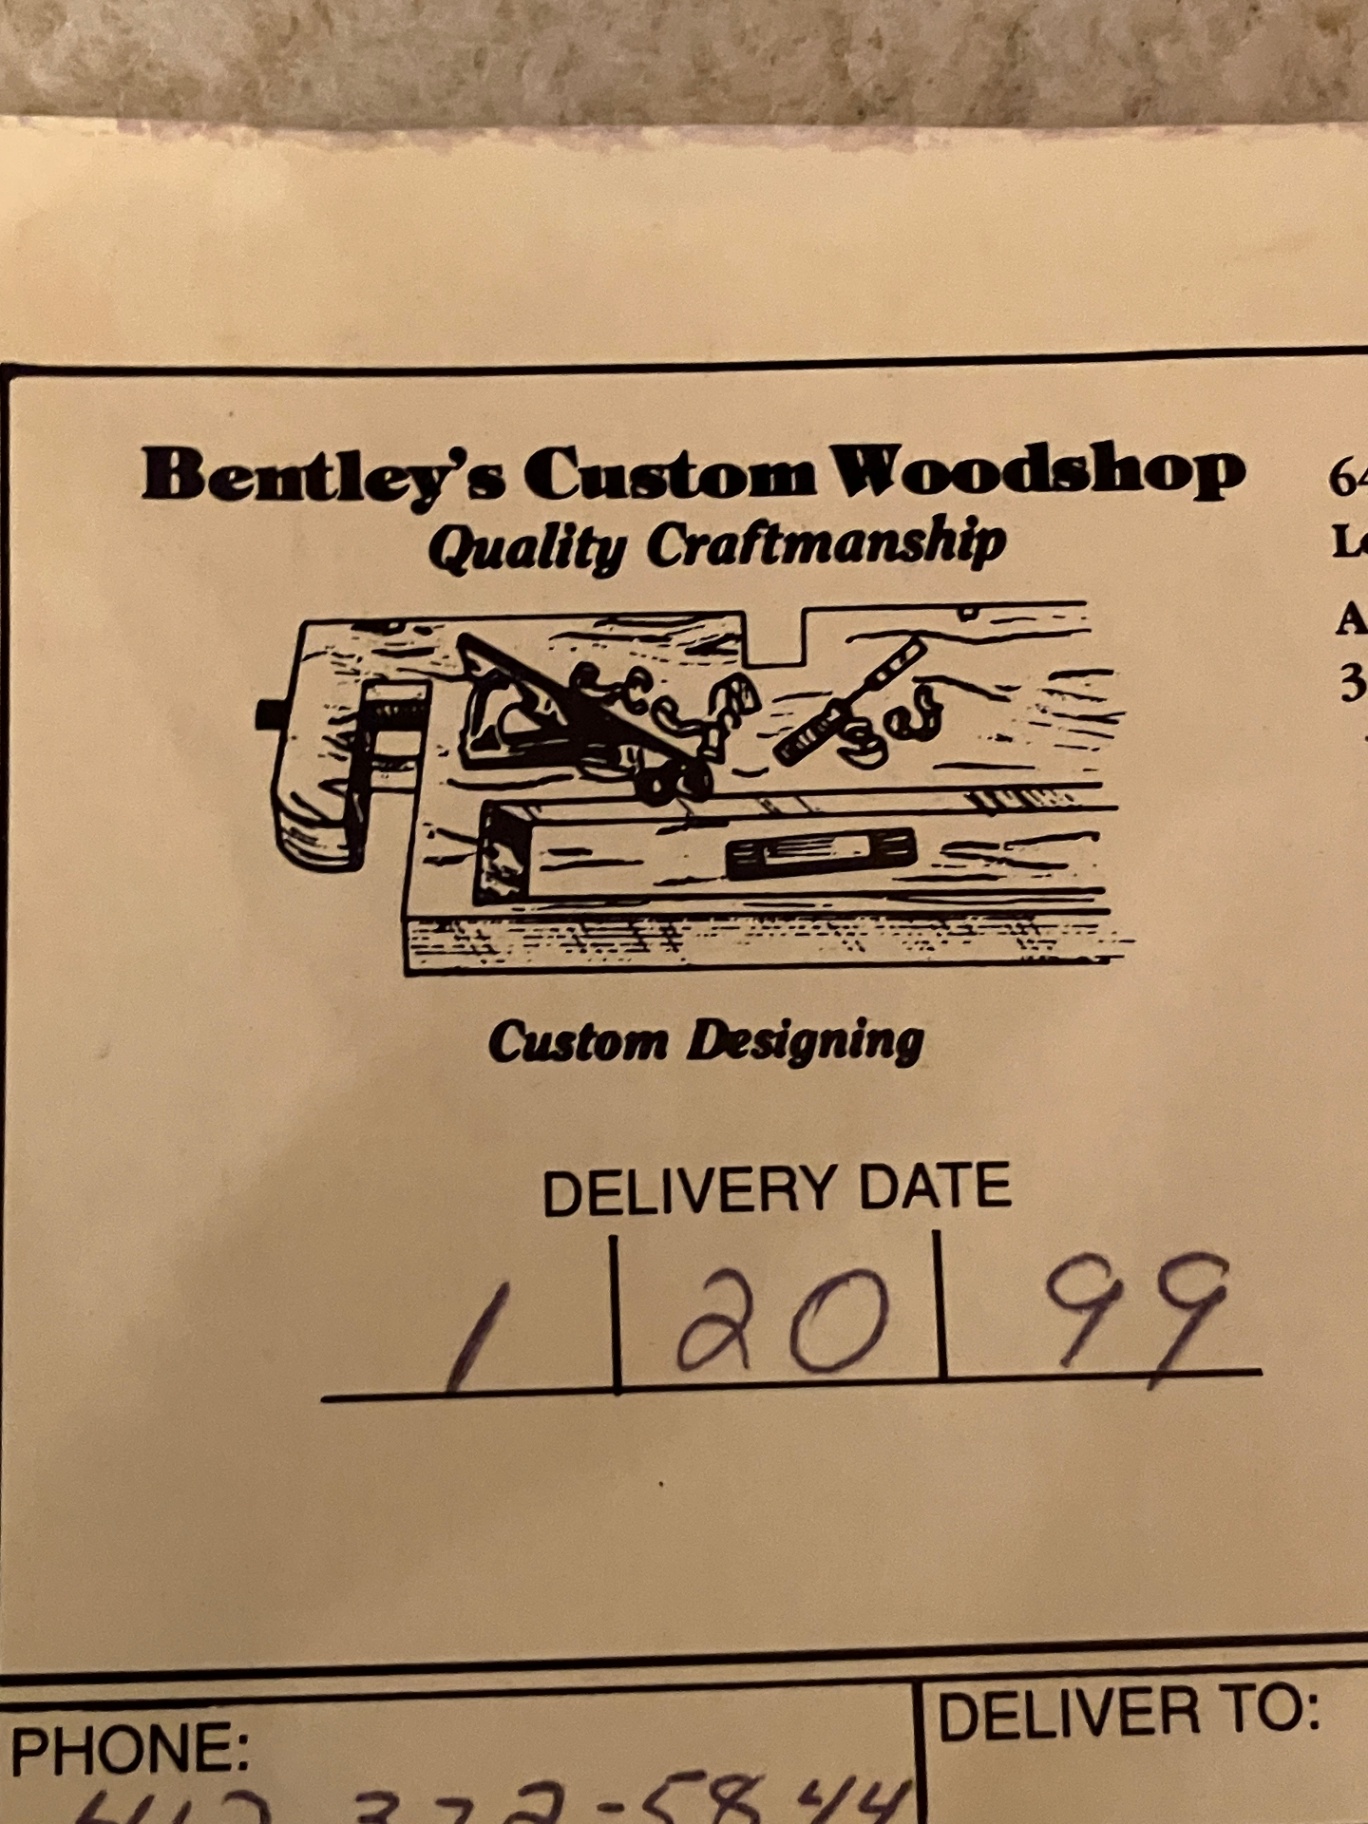 Bentley's Custom Woodshop
Quality Craftmanship
Custom Designing
DELIVERY DATE
1 | 20 | 99
PHONE:
DELIVER TO: